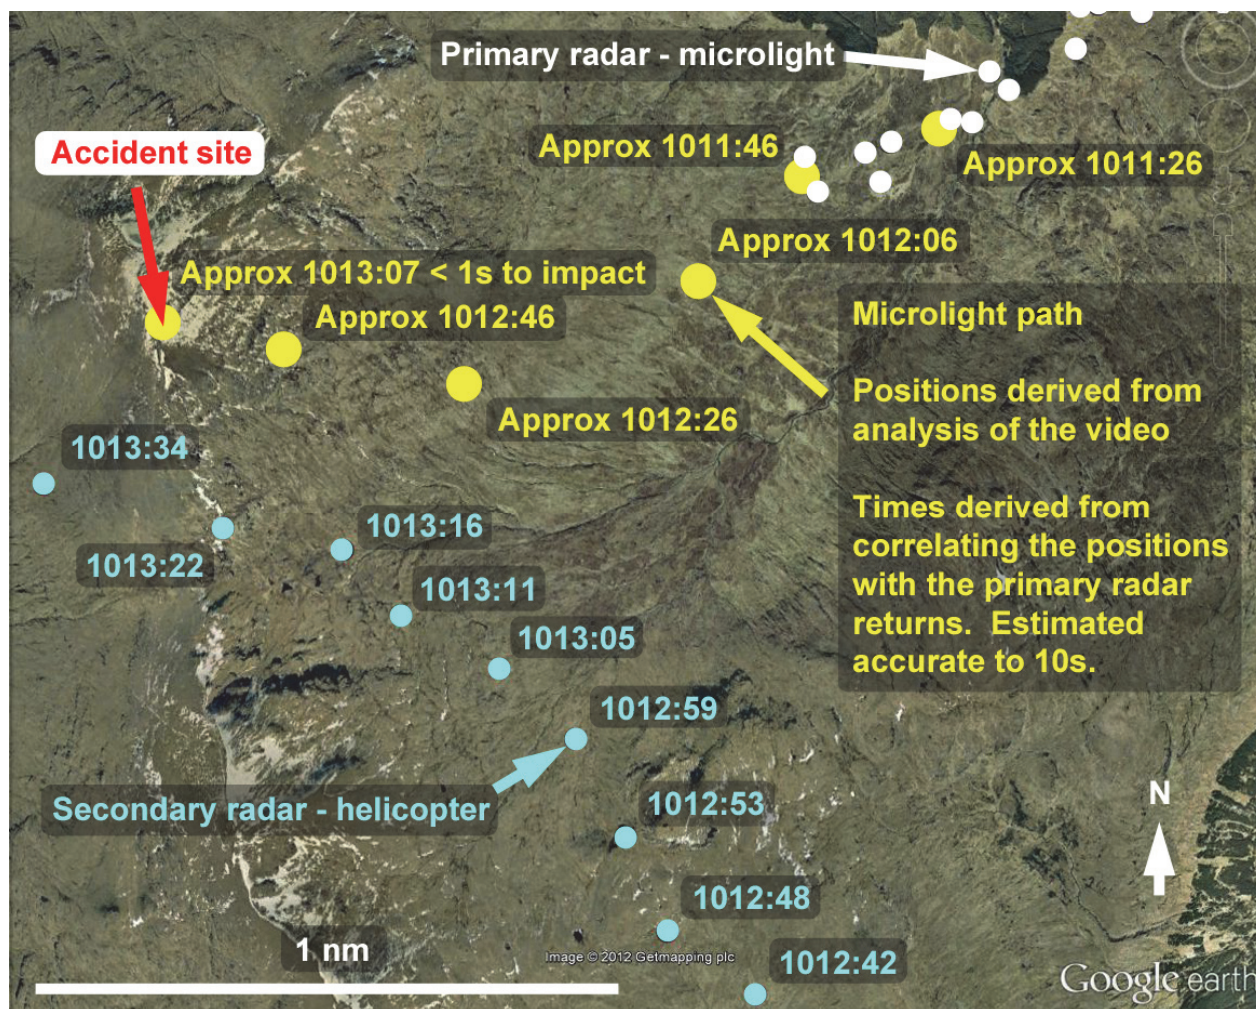 Primary radar - microlight
Accident site
Approx 1011:46
Approx 1011:26
Approx 1012:06
Approx 1013:07 < 1s to impact
Approx 1012:46
Approx 1012:26
Microlight path
Positions derived from
analysis of the video
Times derived from
correlating the positions
with the primary radar
returns.  Estimated
accurate to 10s.
1013:34
1013:22
1013:16
1013:11
1013:05
1012:59
Secondary radar - helicopter
1012:53
1012:48
1012:42
N
1 nm
Image © 2012 Getmapping plc
Google earth